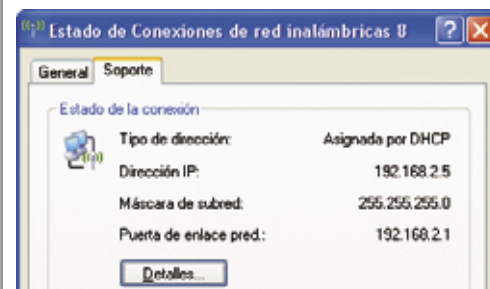 Estado de Conexiones de red inalámbricas 8
General Soporte
Estado de la conexión
Tipo de dirección: Asignada por DHCP
Dirección IP: 192.168.2.5
Máscara de subred: 255.255.255.0
Puerta de enlace pred.: 192.168.2.1
Detalles...